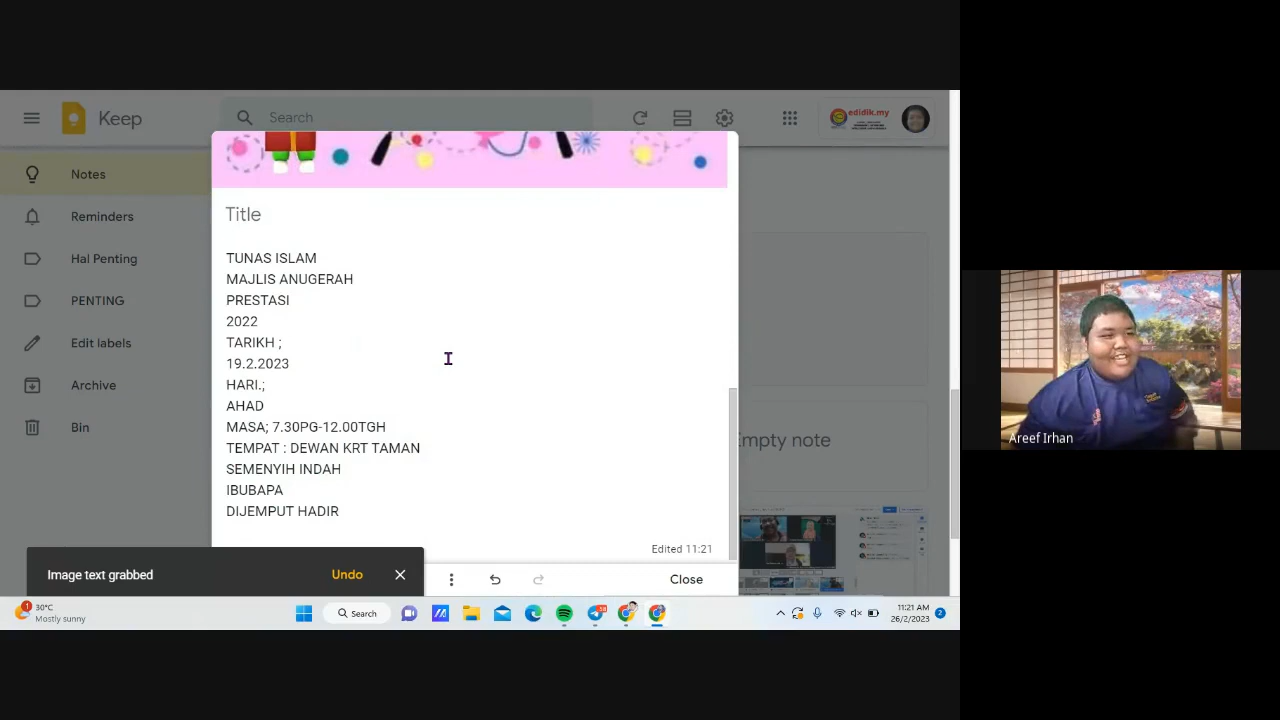 Keep
Search
edidik.my
Notes
Reminders
Hal Penting
PENTING
Edit labels
Archive
Bin
Title
TUNAS ISLAM
MAJLIS ANUGERAH
PRESTASI
2022
TARIKH ;
19.2.2023
HARI.;
AHAD
MASA; 7.30PG-12.00TGH
TEMPAT : DEWAN KRT TAMAN
SEMENYIH INDAH
IBUBAPA
DIJEMPUT HADIR
Edited 11:21
Close
Empty note
Image text grabbed
Undo
30°C
Mostly sunny
Search
11:21 AM
26/2/2023
2
Areef Irhan